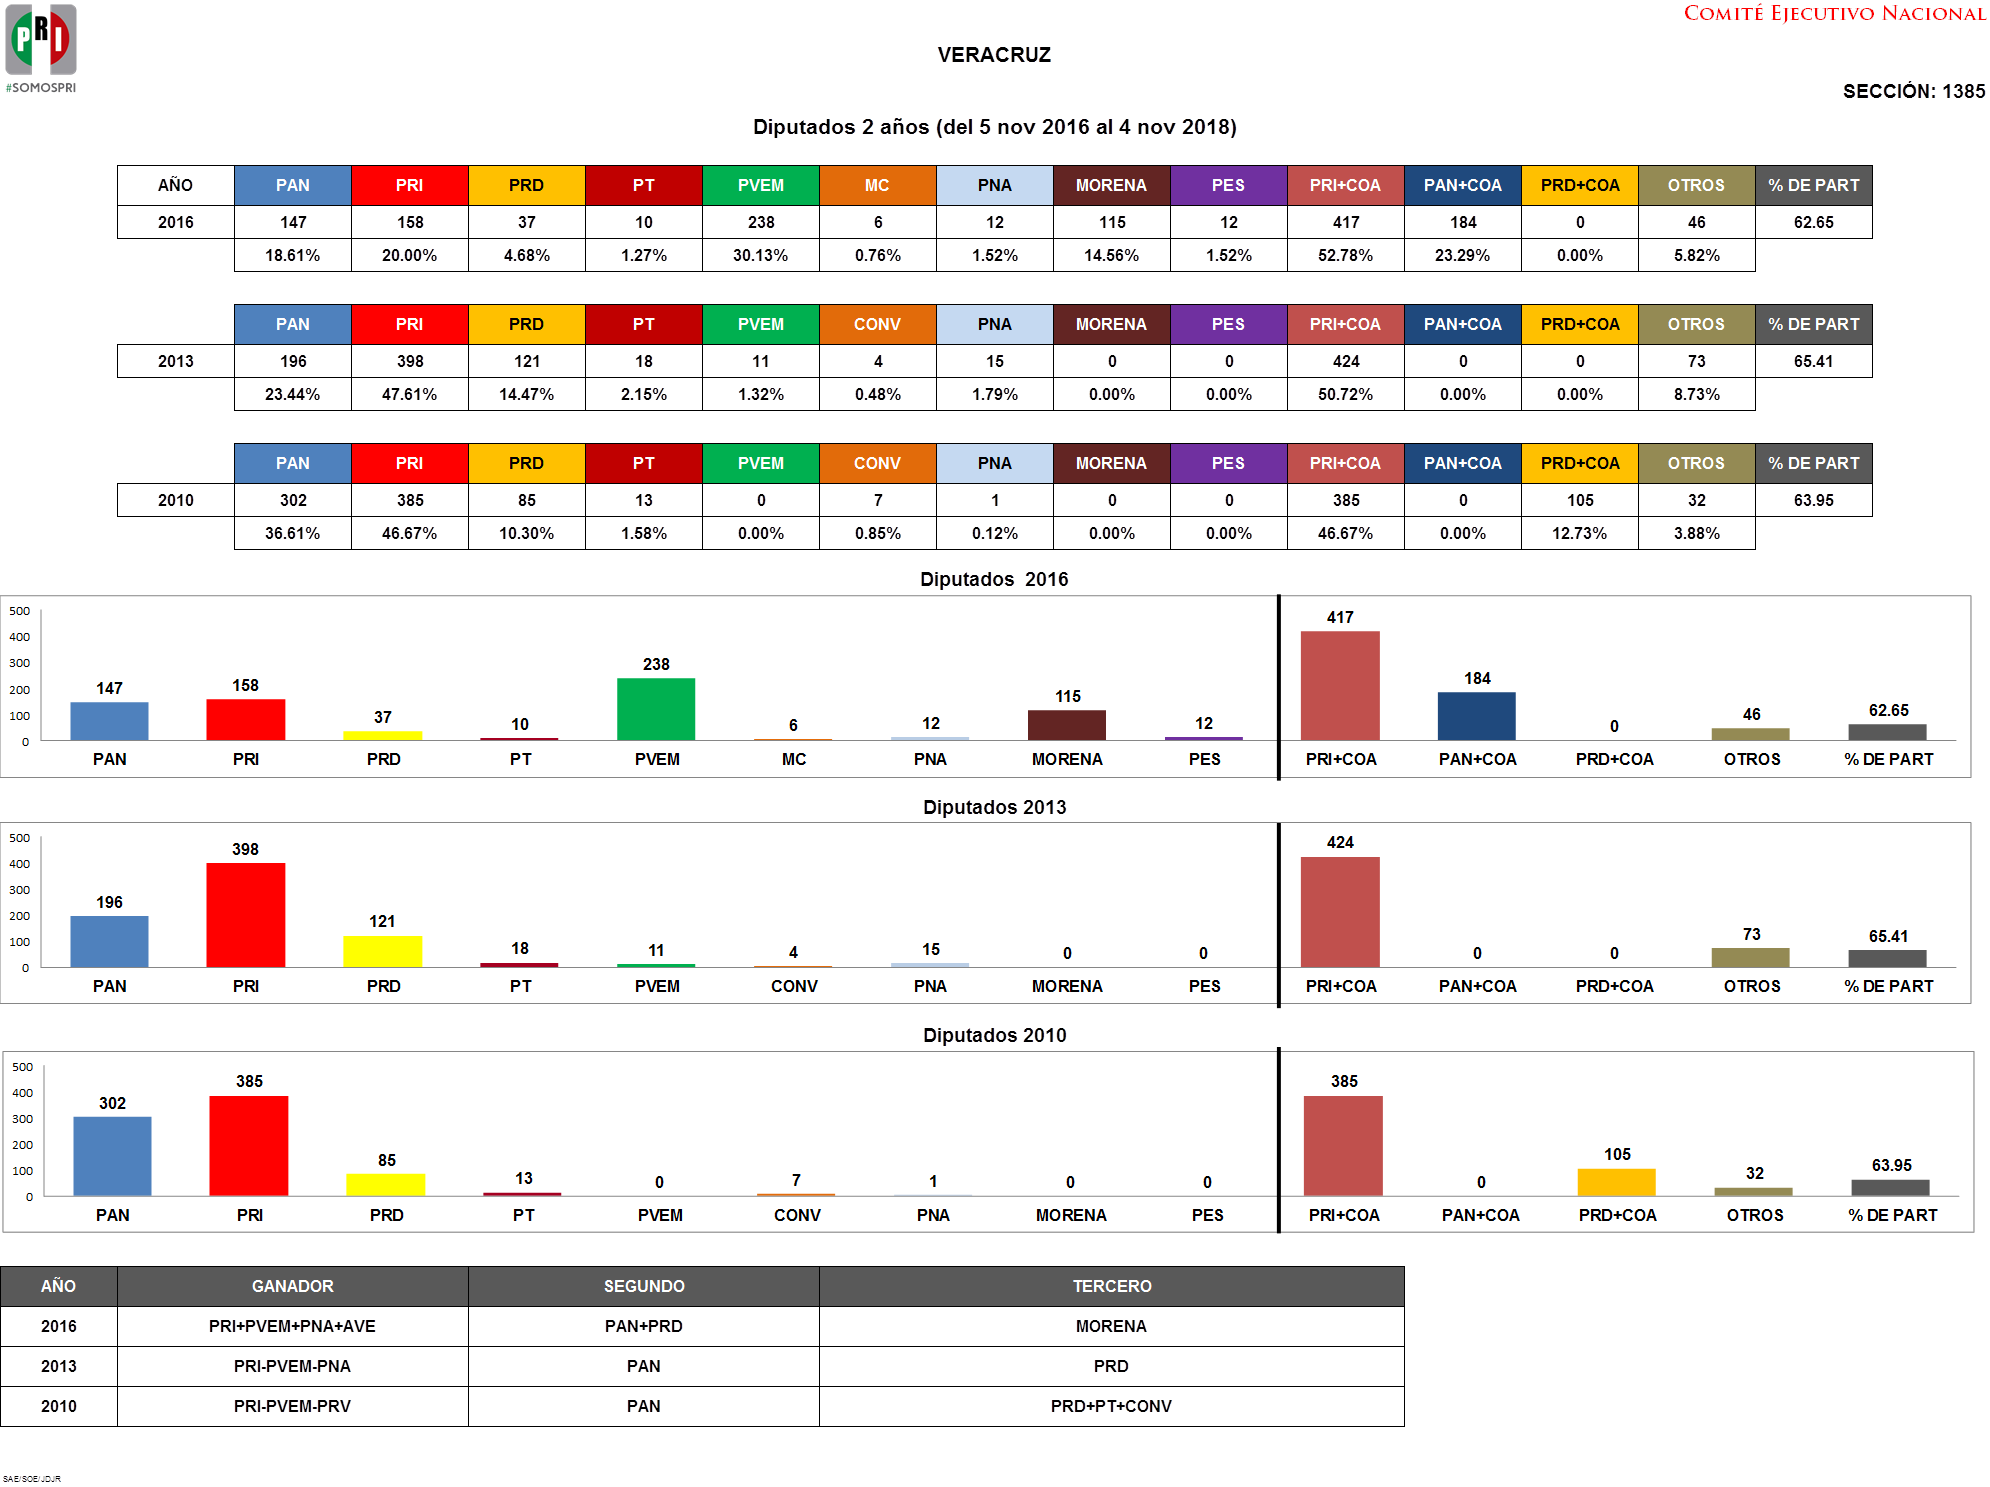 PRI
#SOMOSPRI
COMITÉ EJECUTIVO NACIONAL
VERACRUZ
SECCIÓN: 1385
Diputados 2 años (del 5 nov 2016 al 4 nov 2018)
AÑO PAN PRI PRD PT PVEM MC PNA MORENA PES PRI+COA PAN+COA PRD+COA OTROS % DE PART
2016 147 158 37 10 238 6 12 115 12 417 184 0 46 62.65
18.61% 20.00% 4.68% 1.27% 30.13% 0.76% 1.52% 14.56% 1.52% 52.78% 23.29% 0.00% 5.82%
PAN PRI PRD PT PVEM CONV PNA MORENA PES PRI+COA PAN+COA PRD+COA OTROS % DE PART
2013 196 398 121 18 11 4 15 0 0 424 0 0 73 65.41
23.44% 47.61% 14.47% 2.15% 1.32% 0.48% 1.79% 0.00% 0.00% 50.72% 0.00% 0.00% 8.73%
PAN PRI PRD PT PVEM CONV PNA MORENA PES PRI+COA PAN+COA PRD+COA OTROS % DE PART
2010 302 385 85 13 0 7 1 0 0 385 0 105 32 63.95
36.61% 46.67% 10.30% 1.58% 0.00% 0.85% 0.12% 0.00% 0.00% 46.67% 0.00% 12.73% 3.88%
Diputados 2016
500
400
300
200
100
0
147 158 37 10 238 6 12 115 12 417 184 0 46 62.65
PAN PRI PRD PT PVEM MC PNA MORENA PES PRI+COA PAN+COA PRD+COA OTROS % DE PART
Diputados 2013
500
400
300
200
100
0
196 398 121 18 11 4 15 0 0 424 0 0 73 65.41
PAN PRI PRD PT PVEM CONV PNA MORENA PES PRI+COA PAN+COA PRD+COA OTROS % DE PART
Diputados 2010
500
400
300
200
100
0
302 385 85 13 0 7 1 0 0 385 0 105 32 63.95
PAN PRI PRD PT PVEM CONV PNA MORENA PES PRI+COA PAN+COA PRD+COA OTROS % DE PART
AÑO GANADOR SEGUNDO TERCERO
2016 PRI+PVEM+PNA+AVE PAN+PRD MORENA
2013 PRI-PVEM-PNA PAN PRD
2010 PRI-PVEM-PRV PAN PRD+PT+CONV
SAE/SOE/JDJR